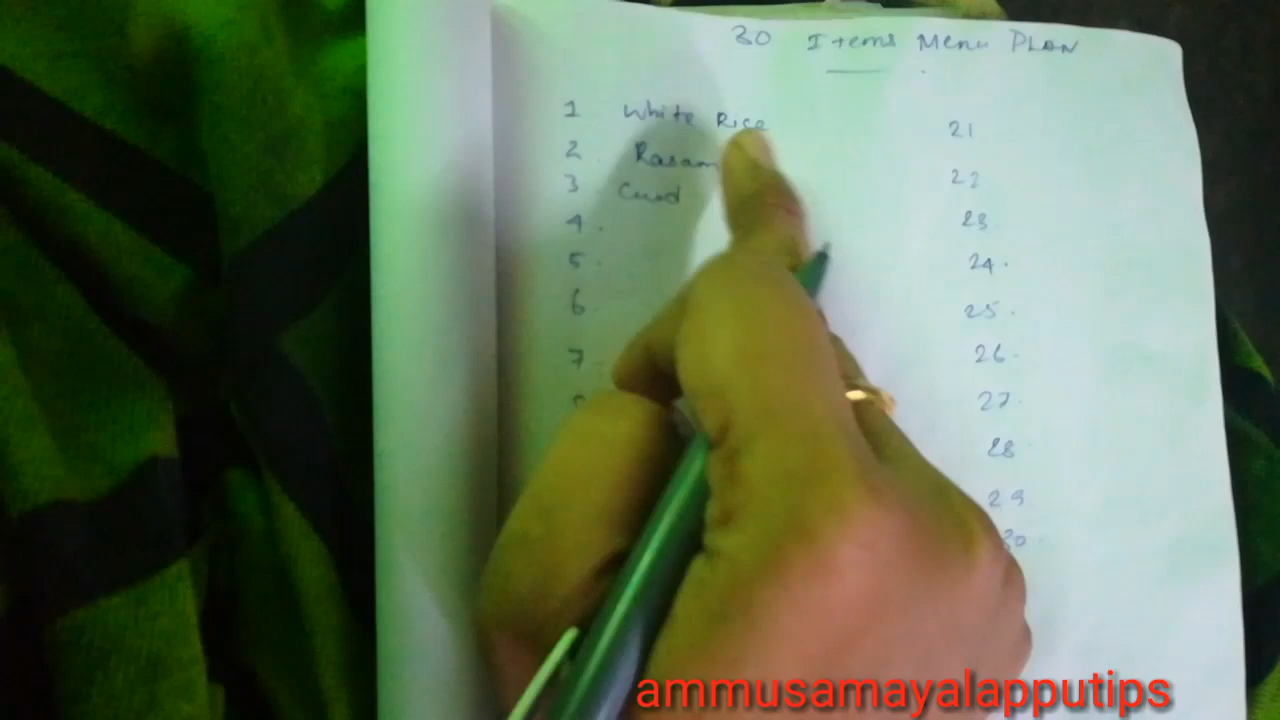 30 Items Menu PLAN
1 White Rice
2. Rasam
3 Curd
4.
5.
6
7.
21
22
23
24.
25.
26.
27.
28
29
30.
ammusamayalapputips